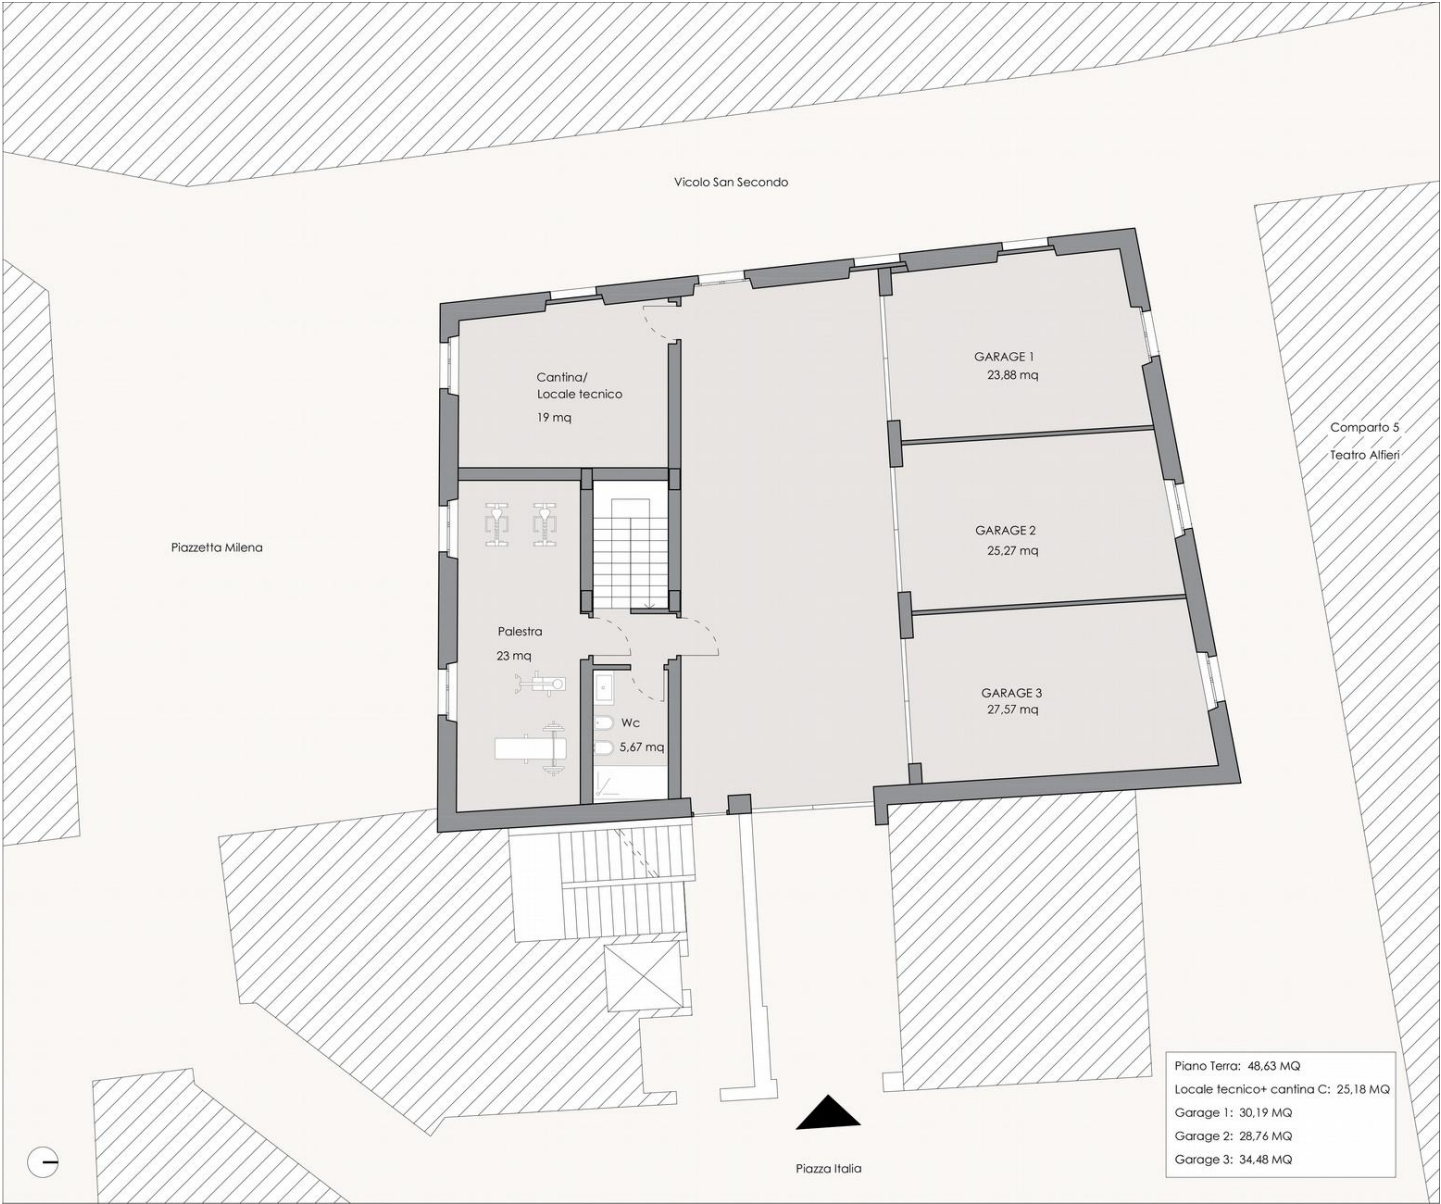 Vicolo San Secondo
Cantina/
Locale tecnico
19 mq
GARAGE 1
23,88 mq
Comparto 5
Teatro Alfieri
Piazzetta Milena
GARAGE 2
25,27 mq
Palestra
23 mq
GARAGE 3
27,57 mq
Wc
5,67 mq
Piano Terra: 48,63 MQ
Locale tecnico+ cantina C: 25,18 MQ
Garage 1: 30,19 MQ
Garage 2: 28,76 MQ
Garage 3: 34,48 MQ
Piazza Italia